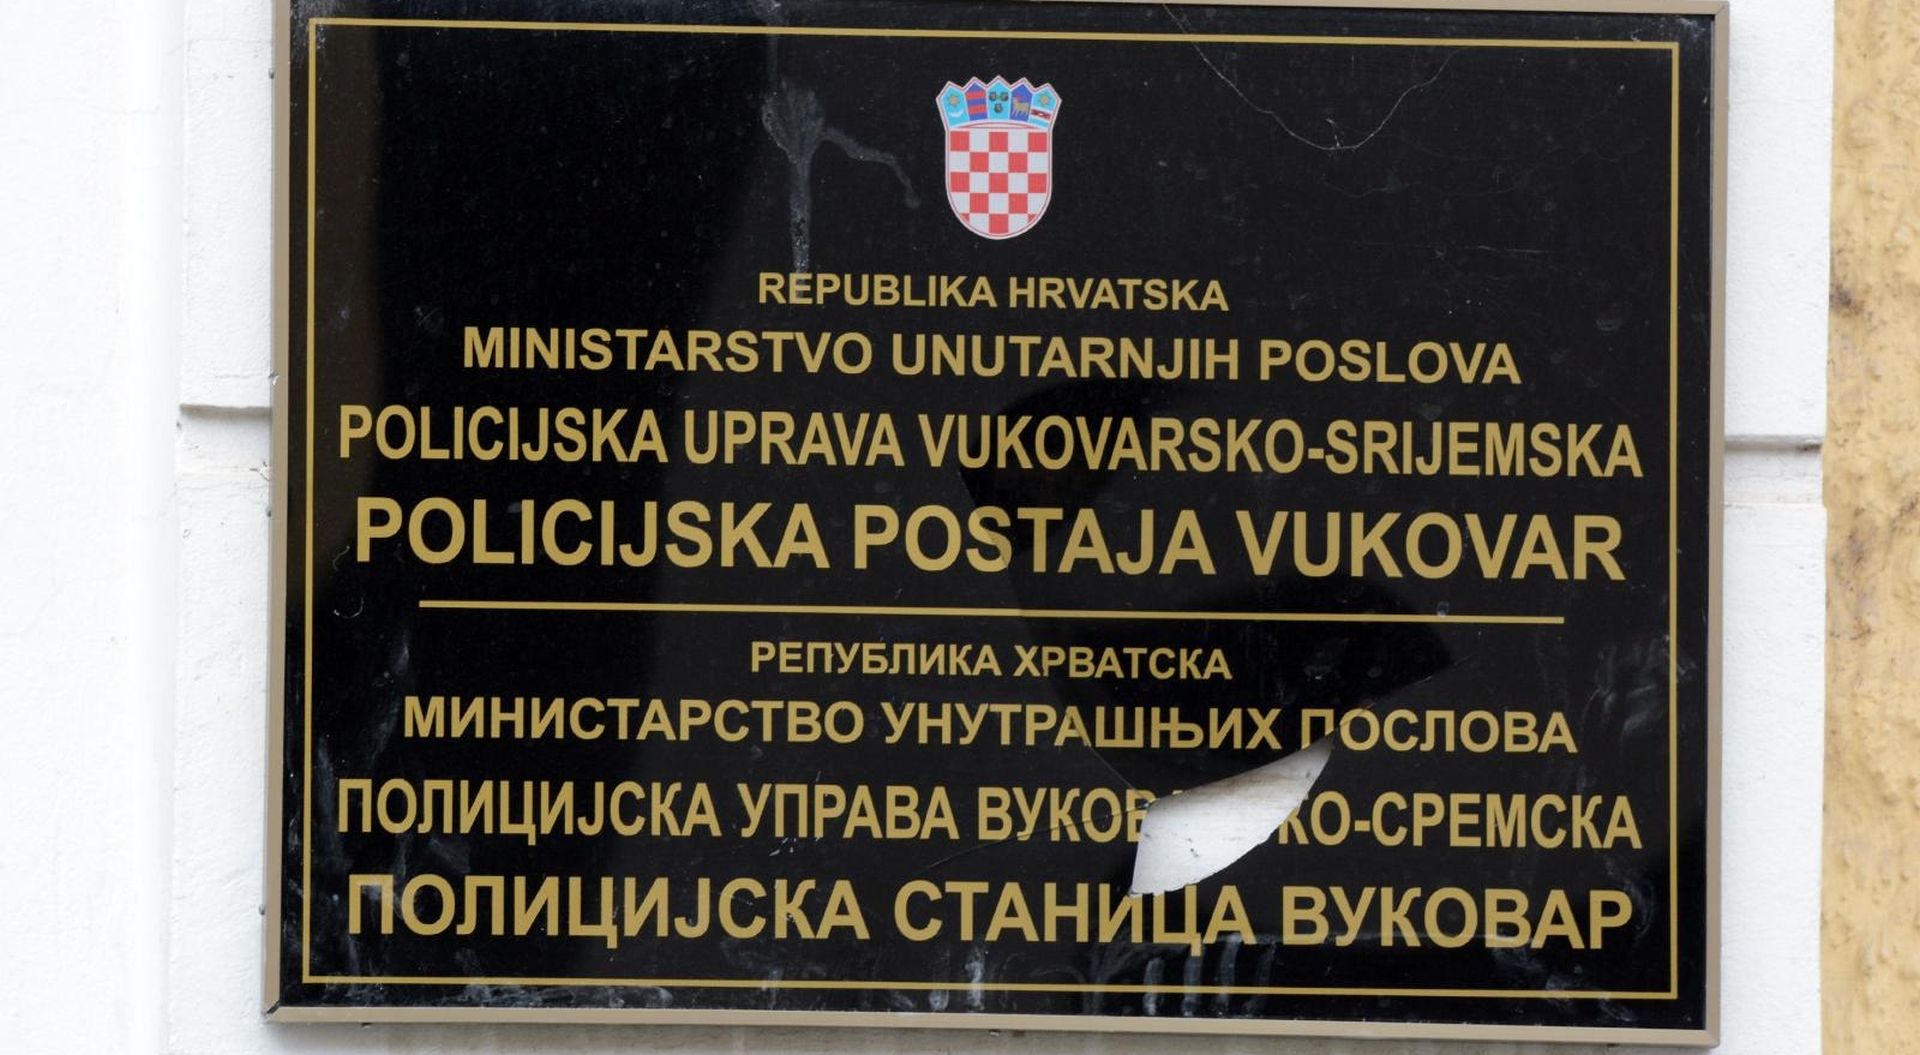 REPUBLIKA HRVATSKA
MINISTARSTVO UNUTARNJIH POSLOVA
POLICIJSKA UPRAVA VUKOVARSKO-SRIJEMSKA
POLICIJSKA POSTAJA VUKOVAR
РЕПУБЛИКА ХРВАТСКА
МИНИСТАРСТВО УНУТРАШЊИХ ПОСЛОВА
ПОЛИЦИЈСКА УПРАВА
ПОЛИЦИЈСКА СТАНИЦА ВУКОВАР